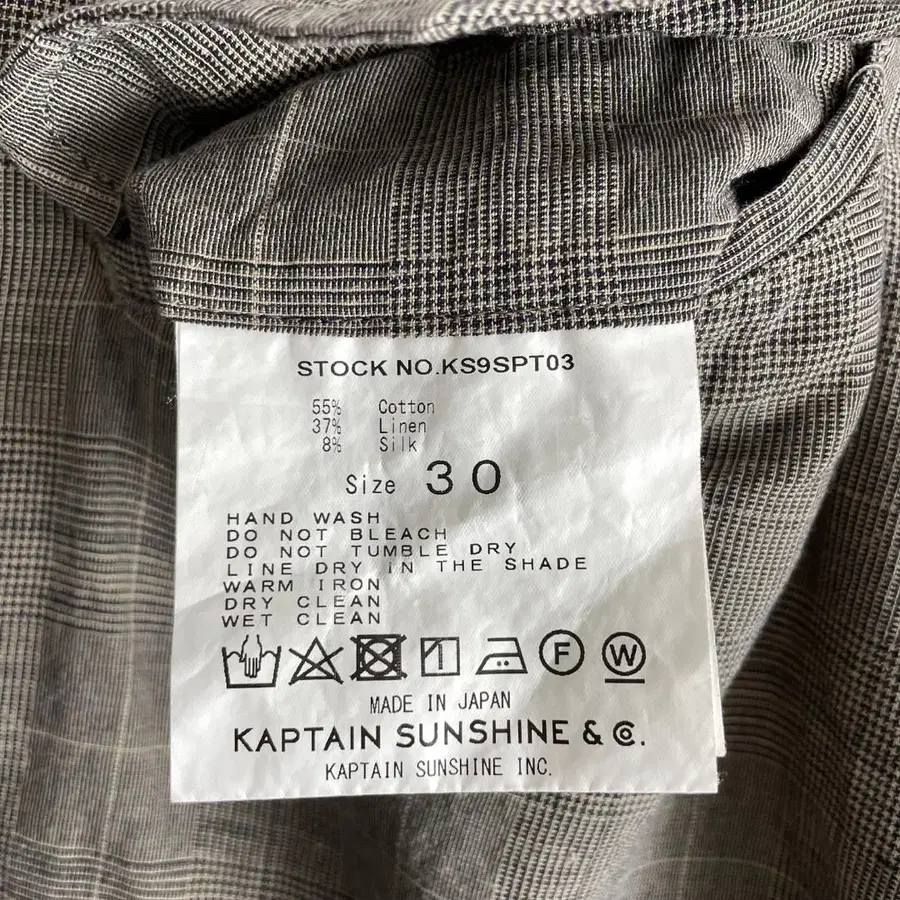 STOCK NO.KS9SPT03
55% Cotton
37% Linen
8% Silk
Size 30
HAND WASH
DO NOT BLEACH
DO NOT TUMBLE DRY
LINE DRY IN THE SHADE
WARM IRON
DRY CLEAN
WET CLEAN
F W
MADE IN JAPAN
KAPTAIN SUNSHINE & Co.
KAPTAIN SUNSHINE INC.